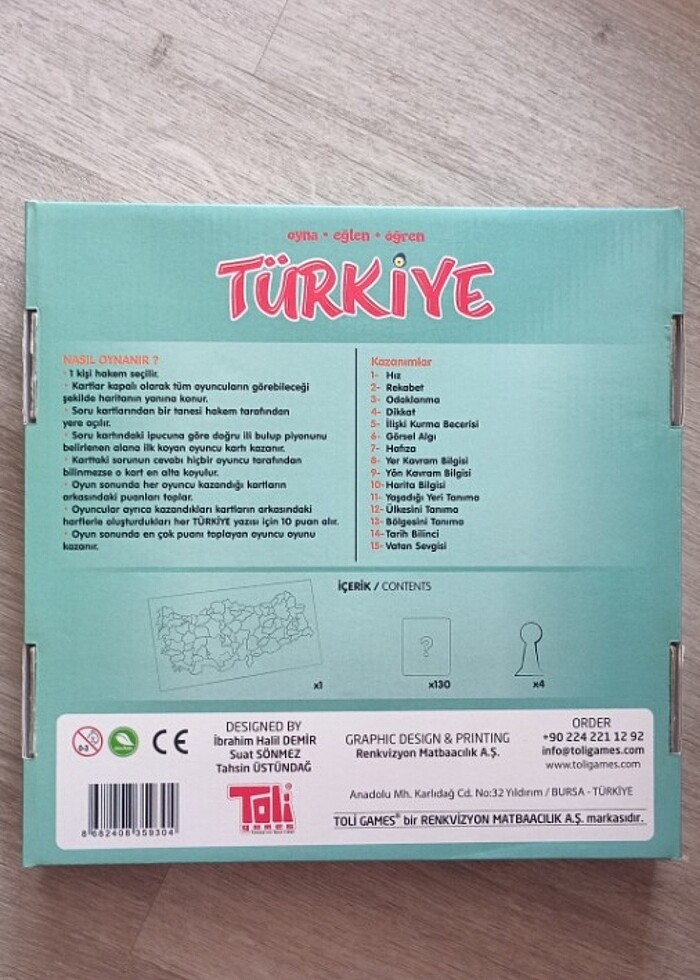 oyna • eğlen • öğren
TÜRKİYE
NASIL OYNANIR ?
• 1 kişi hakem seçilir.
• Kartlar kapalı olarak tüm oyuncuların görebileceği
şekilde haritanın yanına konur.
• Soru kartlarından bir tanesi hakem tarafından
yere açılır.
• Soru kartındaki ipucuna göre doğru ili bulup piyonunu
belirlenen alana ilk koyan oyuncu kartı kazanır.
• Karttaki sorunun cevabı hiçbir oyuncu tarafından
bilinmezse o kart en alta koyulur.
• Oyun sonunda her oyuncu kazandığı kartların
arkasındaki puanları toplar.
• Oyuncular ayrıca kazandıkları kartların arkasındaki
harflerle oluşturdukları her TÜRKİYE yazısı için 10 puan alır.
• Oyun sonunda en çok puanı toplayan oyuncu oyunu
kazanır.
Kazanımlar
1- Hız
2- Rekabet
3- Odaklanma
4- Dikkat
5- İlişki Kurma Becerisi
6- Görsel Algı
7- Hafıza
8- Yer Kavram Bilgisi
9- Yön Kavram Bilgisi
10- Harita Bilgisi
11- Yaşadığı Yeri Tanıma
12- Ülkesini Tanıma
13- Bölgesini Tanıma
14- Tarih Bilinci
15- Vatan Sevgisi
İÇERİK / CONTENTS
?
x1
x130
x4
0-3
CE
DESIGNED BY
İbrahim Halil DEMİR
Suat SÖNMEZ
Tahsin ÜSTÜNDAĞ
GRAPHIC DESIGN & PRINTING
Renkvizyon Matbaacılık A.Ş.
ORDER
+90 224 221 12 92
info@toligames.com
www.toligames.com
8 682408 359304
Toli
games
Anadolu Mh. Karlıdağ Cd. No:32 Yıldırım / BURSA - TÜRKİYE
TOLİ GAMES® bir RENKVİZYON MATBAACILIK A.Ş. markasıdır.